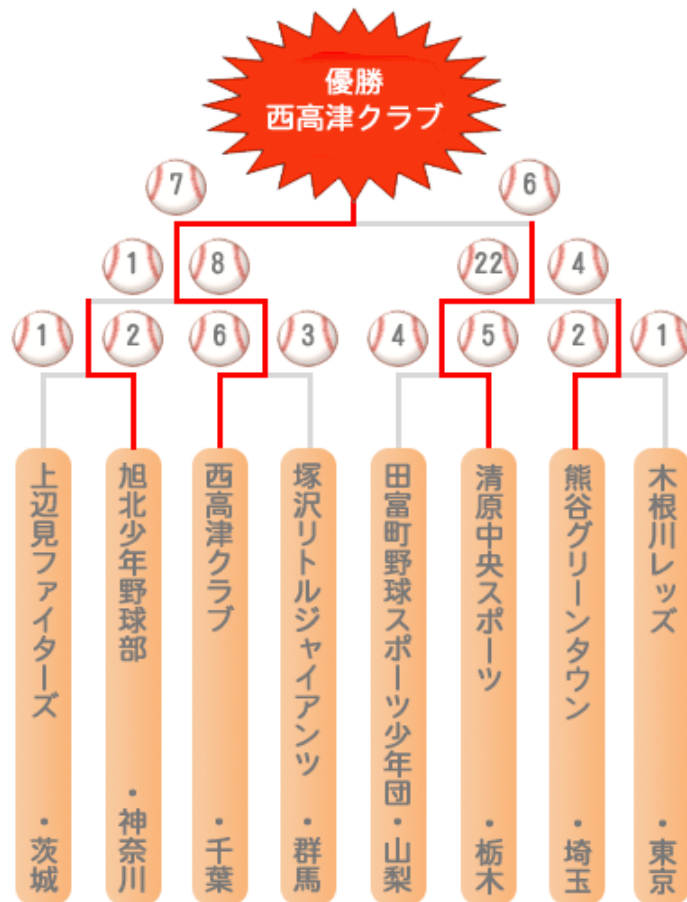 優勝
西高津クラブ
7
6
1
8
22
4
1
2
6
3
4
5
2
1
上辺見ファイターズ ・茨城
旭北少年野球部 ・神奈川
西高津クラブ ・千葉
塚沢リトルジャイアンツ ・群馬
田富町野球スポーツ少年団・山梨
清原中央スポーツ ・栃木
熊谷グリーンタウン ・埼玉
木根川レッズ ・東京